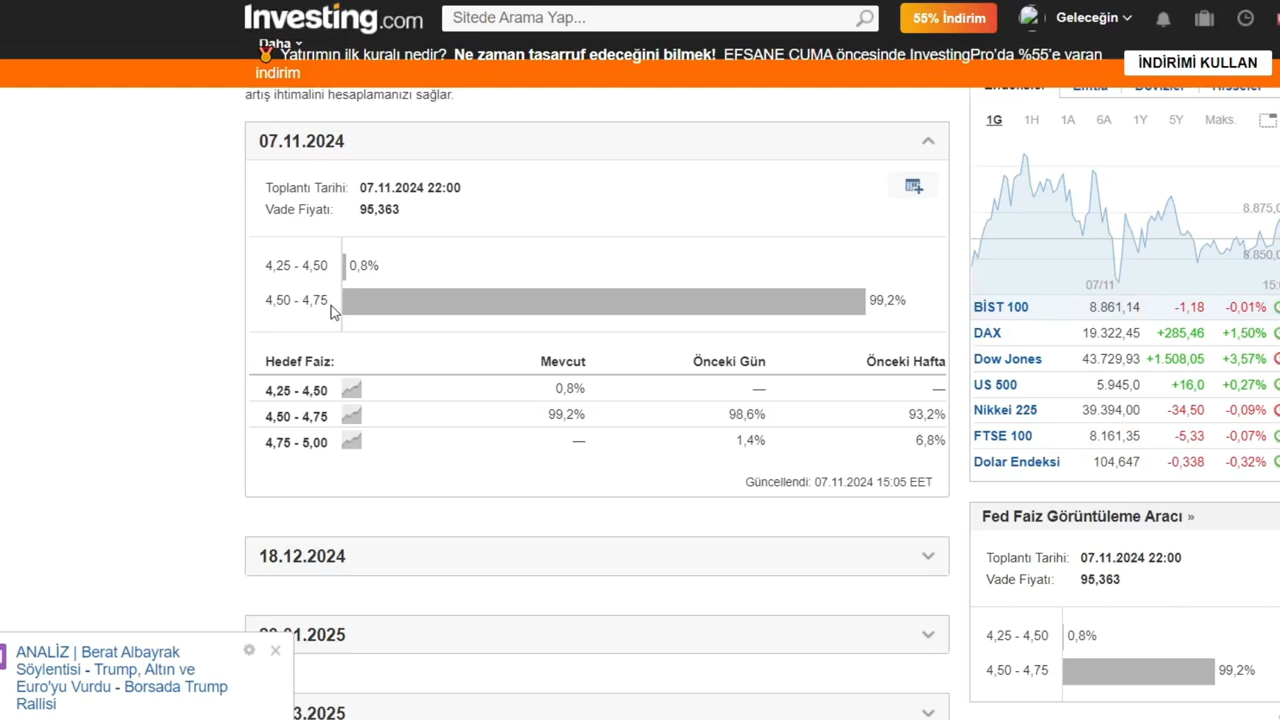 Investing.com
Sitede Arama Yap...
55% İndirim
Geleceğin
Daha
Yatırımın ilk kuralı nedir? Ne zaman tasarruf edeceğini bilmek! EFSANE CUMA öncesinde InvestingPro'da %55'e varan
indirim
İNDİRİMİ KULLAN
artış ihtimalini hesaplamanızı sağlar.
07.11.2024
Toplantı Tarihi: 07.11.2024 22:00
Vade Fiyatı: 95,363
4,25 - 4,50 0,8%
4,50 - 4,75 99,2%
Hedef Faiz: Mevcut Önceki Gün Önceki Hafta
4,25 - 4,50 0,8% — —
4,50 - 4,75 99,2% 98,6% 93,2%
4,75 - 5,00 — 1,4% 6,8%
Güncellendi: 07.11.2024 15:05 EET
18.12.2024
.01.2025
3.2025
ANALİZ | Berat Albayrak
Söylentisi - Trump, Altın ve
Euro'yu Vurdu - Borsada Trump
Rallisi
Endeksler Emtia Dövizler Hisseler
1G 1H 1A 6A 1Y 5Y Maks.
8.875,0
8.850,0
07/11 15:0
BİST 100 8.861,14 -1,18 -0,01%
DAX 19.322,45 +285,46 +1,50%
Dow Jones 43.729,93 +1.508,05 +3,57%
US 500 5.945,0 +16,0 +0,27%
Nikkei 225 39.394,00 -34,50 -0,09%
FTSE 100 8.161,35 -5,33 -0,07%
Dolar Endeksi 104,647 -0,338 -0,32%
Fed Faiz Görüntüleme Aracı »
Toplantı Tarihi: 07.11.2024 22:00
Vade Fiyatı: 95,363
4,25 - 4,50 0,8%
4,50 - 4,75 99,2%